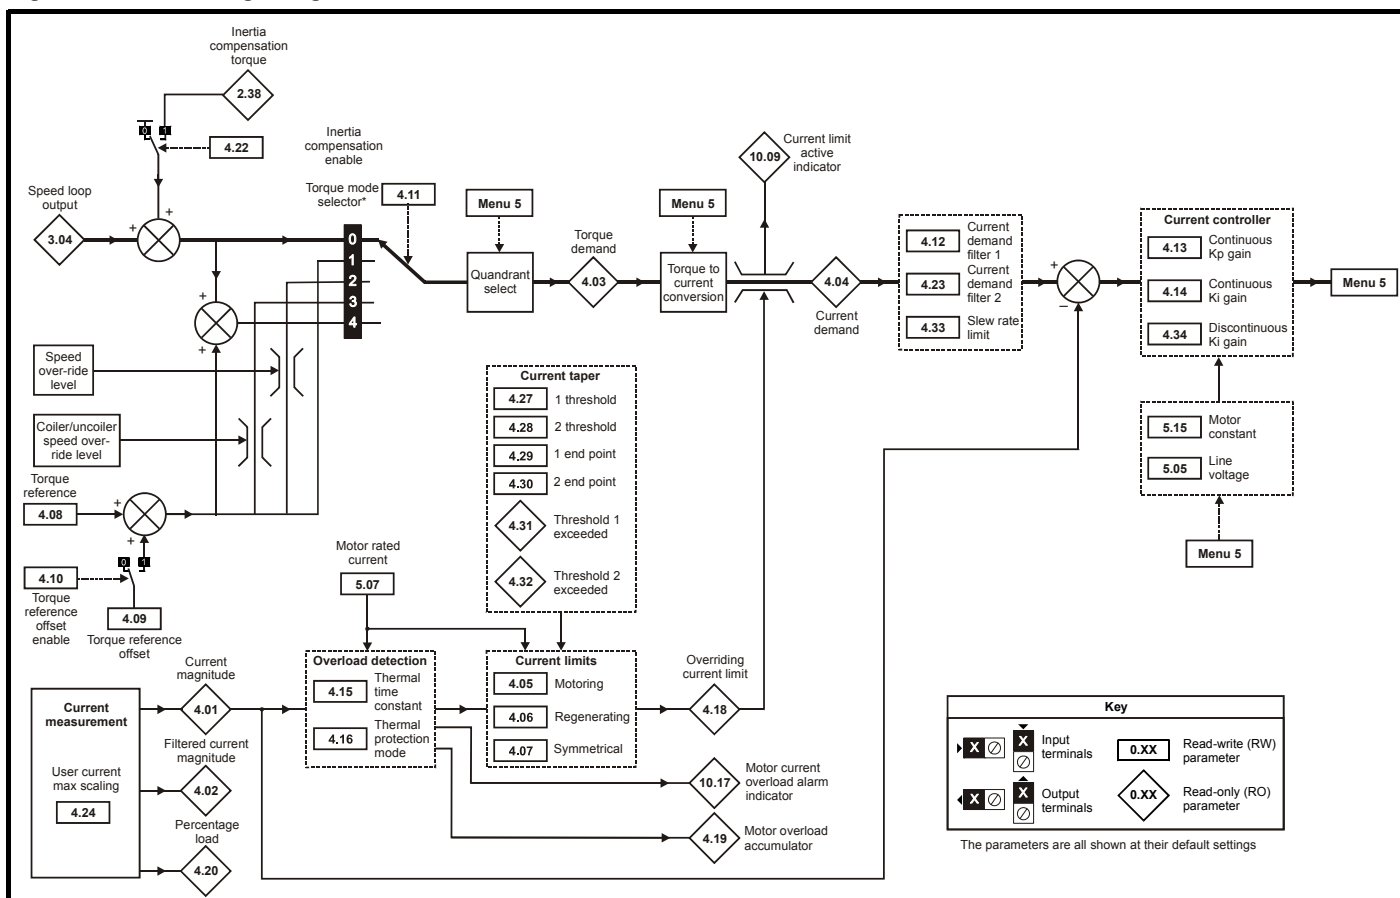 Inertia
compensation
torque
2.38
0 1
4.22
Inertia
compensation
enable
Speed loop
output
3.04
+
+
Torque mode
selector*
4.11
0
1
2
3
4
Menu 5
Quandrant
select
Torque
demand
4.03
Menu 5
Torque to
current
conversion
10.09
Current limit
active
indicator
4.04
Current
demand
4.12
Current
demand
filter 1
4.23
Current
demand
filter 2
4.33
Slew rate
limit
+
−
Current controller
4.13
Continuous
Kp gain
4.14
Continuous
Ki gain
4.34
Discontinuous
Ki gain
Menu 5
5.15
Motor
constant
5.05
Line
voltage
Menu 5
+
+
Speed
over-ride
level
Coiler/uncoiler
speed over-
ride level
Torque
reference
4.08
+
+
0 1
4.10
Torque
reference
offset
enable
4.09
Torque reference
offset
Current taper
4.27
1 threshold
4.28
2 threshold
4.29
1 end point
4.30
2 end point
4.31
Threshold 1
exceeded
4.32
Threshold 2
exceeded
Motor rated
current
5.07
Current
measurement
User current
max scaling
4.24
Current
magnitude
4.01
Filtered current
magnitude
4.02
Percentage
load
4.20
Overload detection
4.15
Thermal
time
constant
4.16
Thermal
protection
mode
Current limits
4.05
Motoring
4.06
Regenerating
4.07
Symmetrical
Overriding
current limit
4.18
10.17
Motor current
overload alarm
indicator
4.19
Motor overload
accumulator
Key
X
X
Input
terminals
0.XX
Read-write (RW)
parameter
X
X
Output
terminals
0.XX
Read-only (RO)
parameter
The parameters are all shown at their default settings